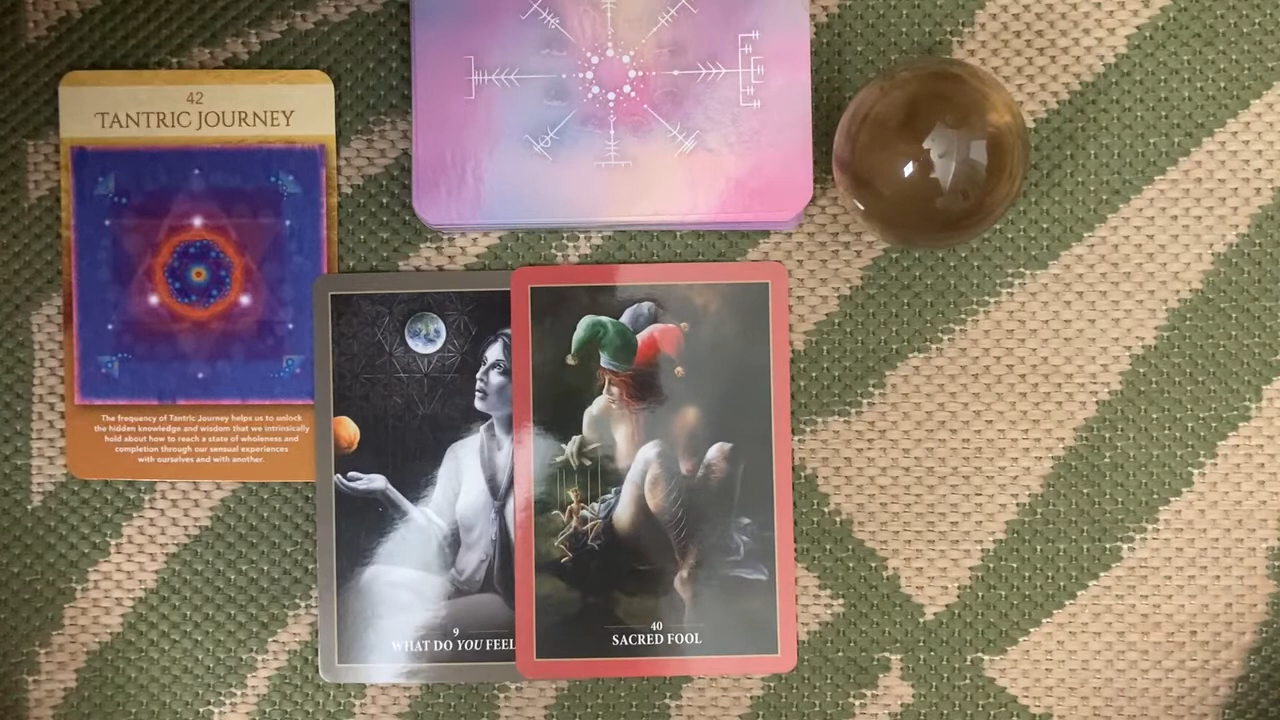 42
TANTRIC JOURNEY
The frequency of Tantric Journey helps us to unlock
the hidden knowledge and wisdom that we intrinsically
hold about how to reach a state of wholeness and
completion through our sensual experiences
with ourselves and with another.
9
WHAT DO YOU FEEL
40
SACRED FOOL